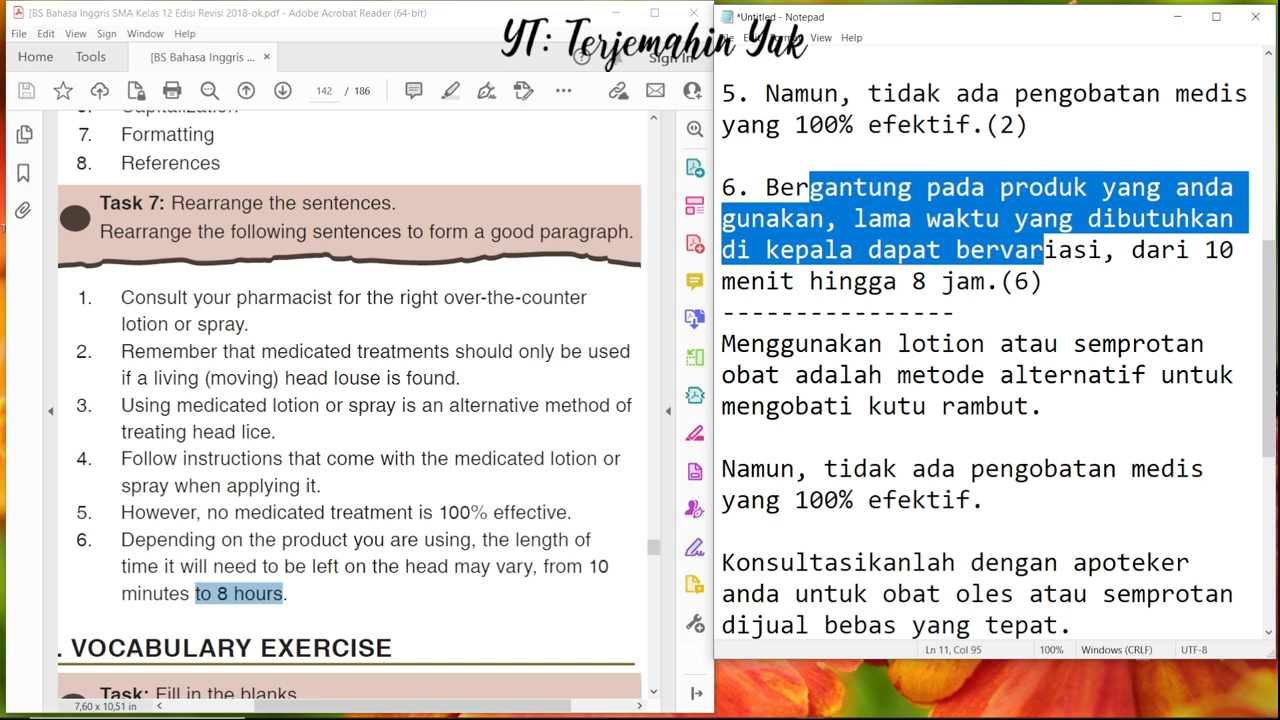 [BS Bahasa Inggris SMA Kelas 12 Edisi Revisi 2018-ok.pdf - Adobe Acrobat Reader (64-bit)
File Edit View Sign Window Help
Home Tools [BS Bahasa Inggris ... × Sign In
142 / 186
Capitalization
7. Formatting
8. References
Task 7: Rearrange the sentences.
Rearrange the following sentences to form a good paragraph.
1. Consult your pharmacist for the right over-the-counter
lotion or spray.
2. Remember that medicated treatments should only be used
if a living (moving) head louse is found.
3. Using medicated lotion or spray is an alternative method of
treating head lice.
4. Follow instructions that come with the medicated lotion or
spray when applying it.
5. However, no medicated treatment is 100% effective.
6. Depending on the product you are using, the length of
time it will need to be left on the head may vary, from 10
minutes to 8 hours.
. VOCABULARY EXERCISE
Task: Fill in the blanks
7,60 x 10,51 in
YT: Terjemahin Yuk
*Untitled - Notepad
File Edit Format View Help
5. Namun, tidak ada pengobatan medis
yang 100% efektif.(2)
6. Bergantung pada produk yang anda
gunakan, lama waktu yang dibutuhkan
di kepala dapat bervariasi, dari 10
menit hingga 8 jam.(6)
----------------
Menggunakan lotion atau semprotan
obat adalah metode alternatif untuk
mengobati kutu rambut.
Namun, tidak ada pengobatan medis
yang 100% efektif.
Konsultasikanlah dengan apoteker
anda untuk obat oles atau semprotan
dijual bebas yang tepat.
Ln 11, Col 95 100% Windows (CRLF) UTF-8